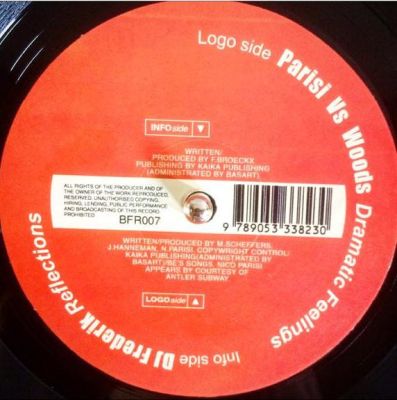 Logo side Parisi Vs Woods Dramatic Feelings
INFO side
WRITTEN/
PRODUCED BY F.BROECKX
PUBLISHING BY KAIKA PUBLISHING
(ADMINISTRATED BY BASART)
ALL RIGHTS OF THE PRODUCER AND OF
THE OWNER OF THE WORK REPRODUCED,
RESERVED. UNAUTHORISED COPYING,
HIRING, LENDING, PUBLIC PERFORMANCE
AND BROADCASTING OF THIS RECORD
PROHIBITED
BFR007
9 789053 338230
WRITTEN/PRODUCED BY M.SCHEFFERS,
J.HANNEMAN, N.PARISI, COPYRIGHT CONTROL/
KAIKA PUBLISHING(ADMINISTRATED BY
BASART)/BE'S SONGS, NICO PARISI
APPEARS BY COURTESY OF
ANTLER SUBWAY
LOGO side
Info side DJ Frederik Reflections